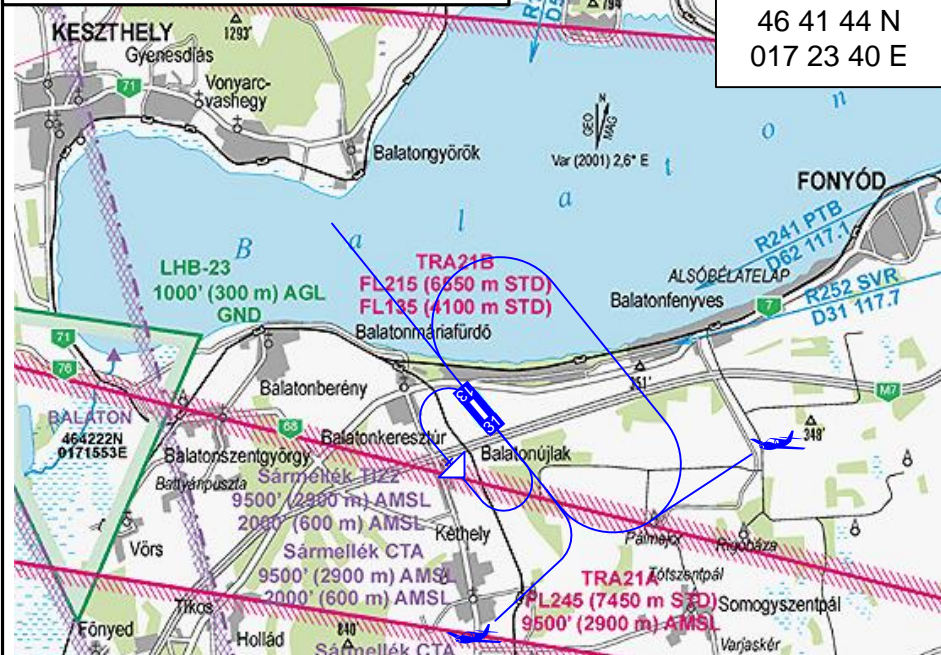 46 41 44 N
017 23 40 E
794
1293'
KESZTHELY
Gyenesdiás
71
Vonyarc-
vashegy
Balatongyörök
N
GEO
MAG
Var (2001) 2,6° E
B a l a t o n
FONYÓD
R241 PTB
D62 117.1
ALSÓBÉLATELAP
Balatonfenyves
7
R252 SVR
D31 117.7
LHB-23
1000' (300 m) AGL
GND
TRA21B
FL215 (6550 m STD)
FL135 (4100 m STD)
Balatonmáriafürdő
71
76
Balatonberény
M7
BALATON
464222N
0171553E
68
31
348'
Balatonkeresztúr
Balatonújlak
Balatonszentgyörgy
Battyánpuszta
Sármellék TIZ2
9500' (2900 m) AMSL
2000' (600 m) AMSL
Kéthely
Vörs
Sármellék CTA
9500' (2900 m) AMSL
2000' (600 m) AMSL
Pálmajor
Rigóháza
Tótszentpál
TRA21A
FL245 (7450 m STD)
9500' (2900 m) AMSL
Somogyszentpál
Tikos
Főnyed
Hollád
840'
Sármellék CTA
Varjaskér